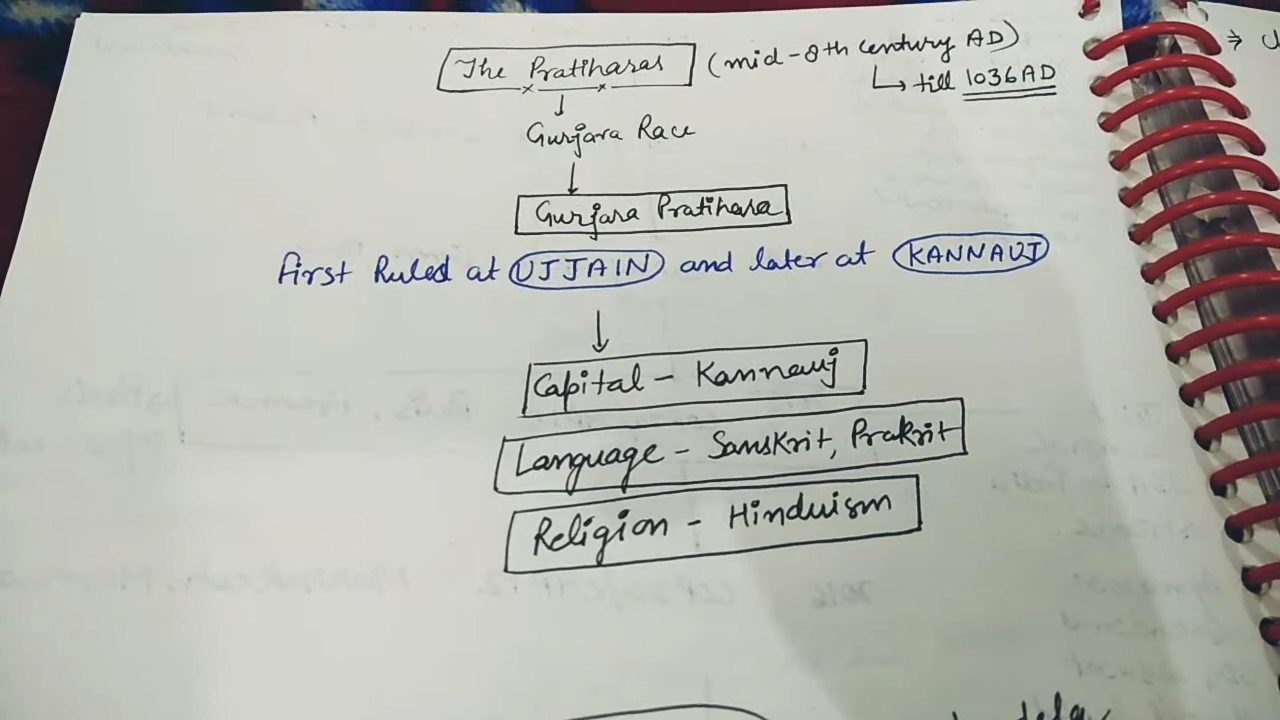 The Pratiharas (mid-8th century AD)
↳ till 1036AD
Gurjara Race
Gurjara Pratihara
First Ruled at UJJAIN and later at KANNAUJ
Capital - Kannauj
Language - Sanskrit, Prakrit
Religion - Hinduism